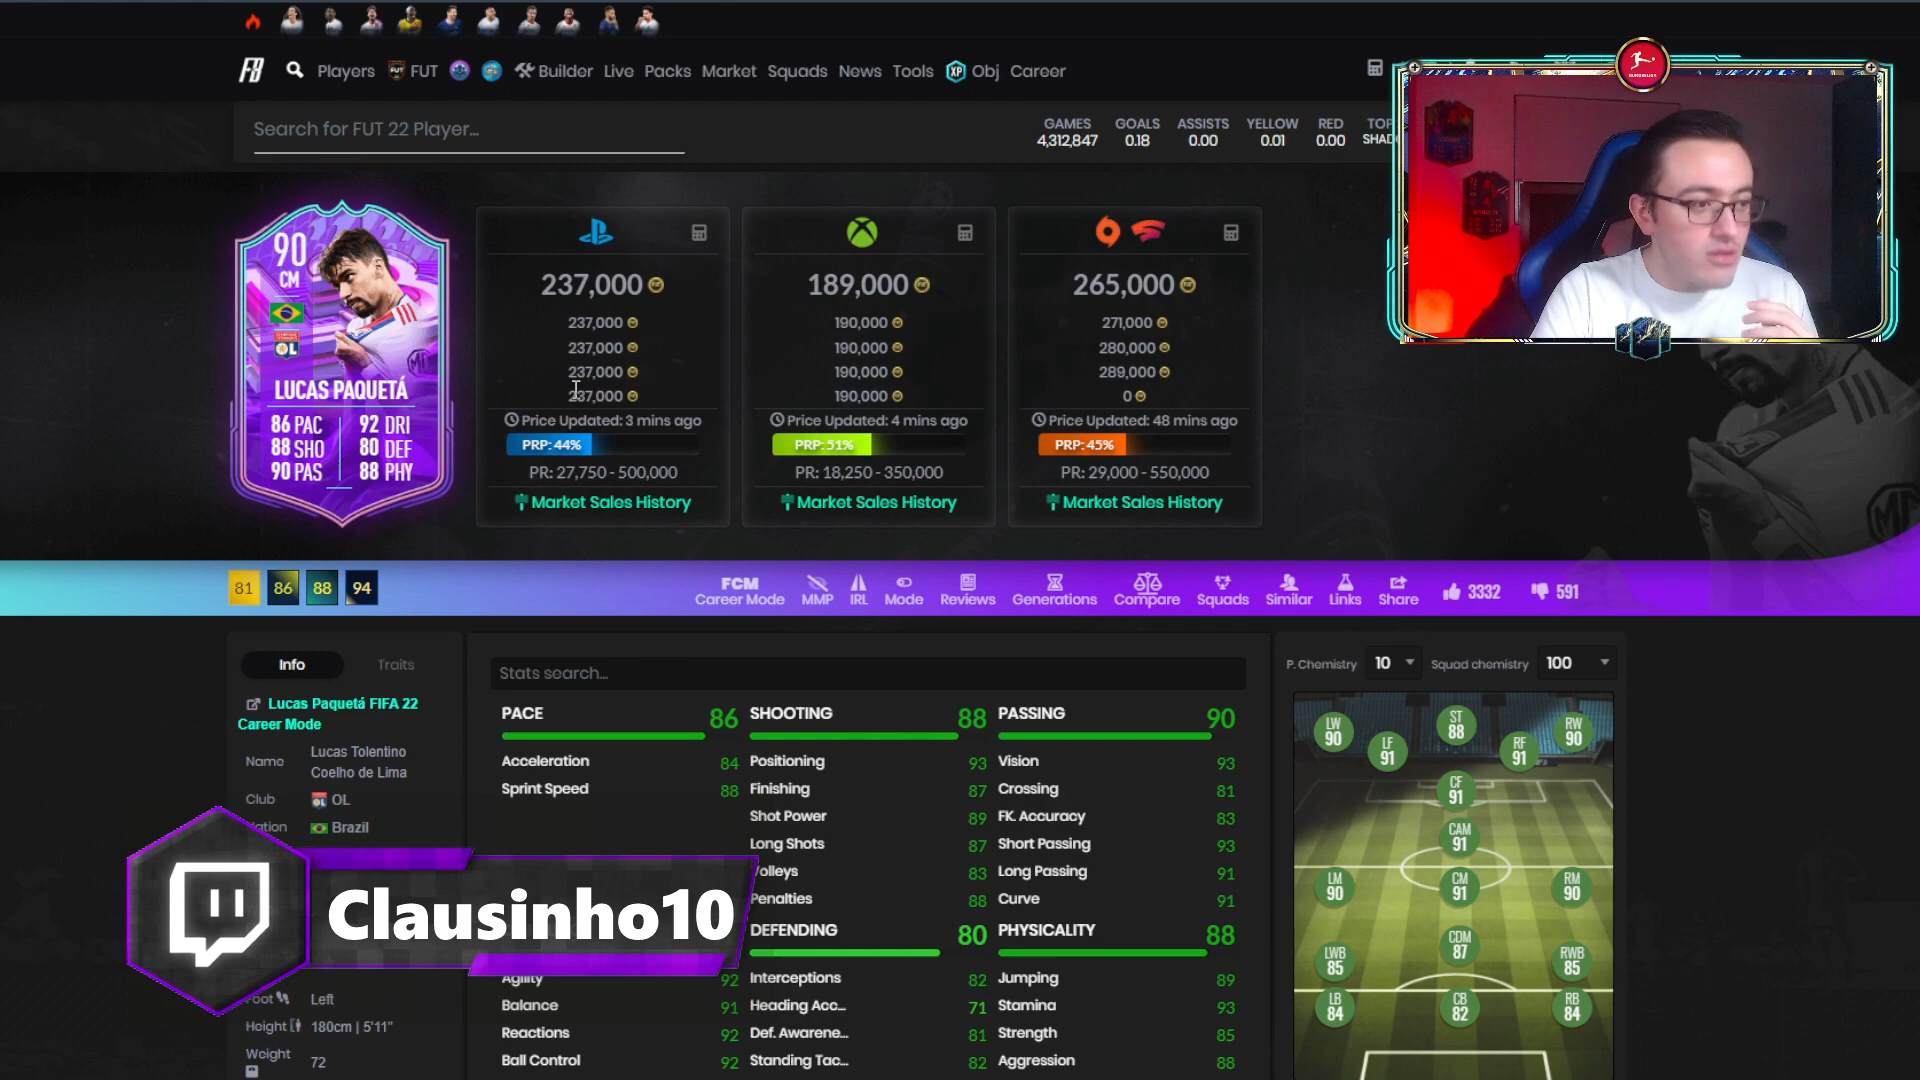 Players FUT Builder Live Packs Market Squads News Tools XP Obj Career
Search for FUT 22 Player...
GAMES GOALS ASSISTS YELLOW RED TOP
4,312,847 0.18 0.00 0.01 0.00 SHAD
BUNDESLIGA
90
CM
OL
LUCAS PAQUETÁ
86 PAC 92 DRI
88 SHO 80 DEF
90 PAS 88 PHY
237,000
237,000
237,000
237,000
237,000
Price Updated: 3 mins ago
PRP: 44%
PR: 27,750 - 500,000
Market Sales History
189,000
190,000
190,000
190,000
190,000
Price Updated: 4 mins ago
PRP: 51%
PR: 18,250 - 350,000
Market Sales History
265,000
271,000
280,000
289,000
0
Price Updated: 48 mins ago
PRP: 45%
PR: 29,000 - 550,000
Market Sales History
81 86 88 94
FCM
Career Mode MMP IRL Mode Reviews Generations Compare Squads Similar Links Share 3332 591
Info Traits
Lucas Paquetá FIFA 22
Career Mode
Name Lucas Tolentino
Coelho de Lima
Club OL
ation Brazil
Clausinho10
Foot Left
Height 180cm | 5'11"
Weight 72
Stats search...
PACE 86
Acceleration 84
Sprint Speed 88
Agility 92
Balance 91
Reactions 92
Ball Control 92
SHOOTING 88
Positioning 93
Finishing 87
Shot Power 89
Long Shots 87
Volleys 83
Penalties 88
DEFENDING 80
Interceptions 82
Heading Acc... 71
Def. Awarene... 81
Standing Tac... 82
PASSING 90
Vision 93
Crossing 81
FK. Accuracy 83
Short Passing 93
Long Passing 91
Curve 91
PHYSICALITY 88
Jumping 89
Stamina 93
Strength 85
Aggression 88
P. Chemistry 10 Squad chemistry 100
LW 90
ST 88
RW 90
LF 91
RF 91
CF 91
CAM 91
LM 90
CM 91
RM 90
CDM 87
LWB 85
RWB 85
LB 84
CB 82
RB 84